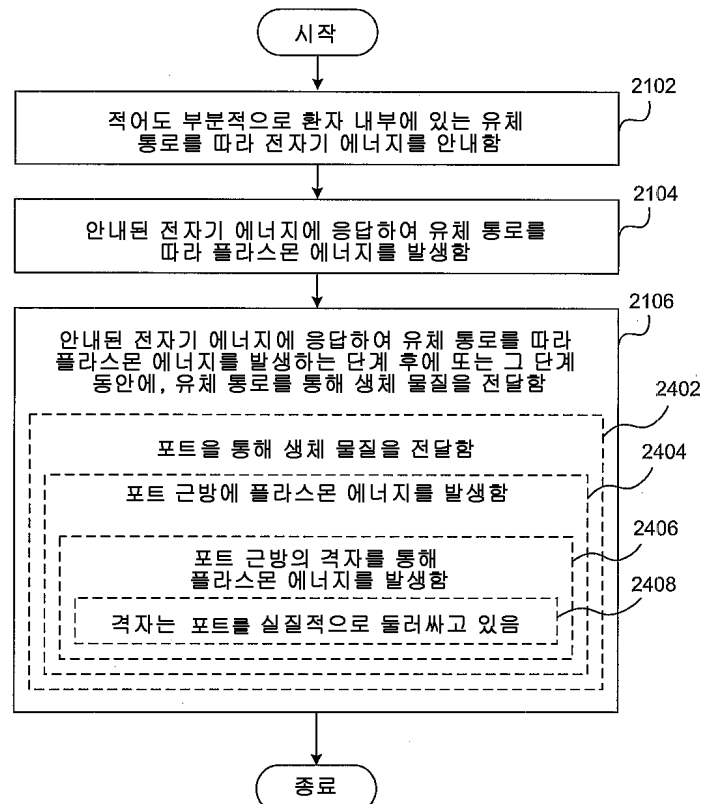 시작
2102
적어도 부분적으로 환자 내부에 있는 유체
통로를 따라 전자기 에너지를 안내함
2104
안내된 전자기 에너지에 응답하여 유체 통로를
따라 플라스몬 에너지를 발생함
2106
안내된 전자기 에너지에 응답하여 유체 통로를 따라
플라스몬 에너지를 발생하는 단계 후에 또는 그 단계
동안에, 유체 통로를 통해 생체 물질을 전달함
2402
포트을 통해 생체 물질을 전달함
2404
포트 근방에 플라스몬 에너지를 발생함
2406
포트 근방의 격자를 통해
플라스몬 에너지를 발생함
2408
격자는 포트를 실질적으로 둘러싸고 있음
종료